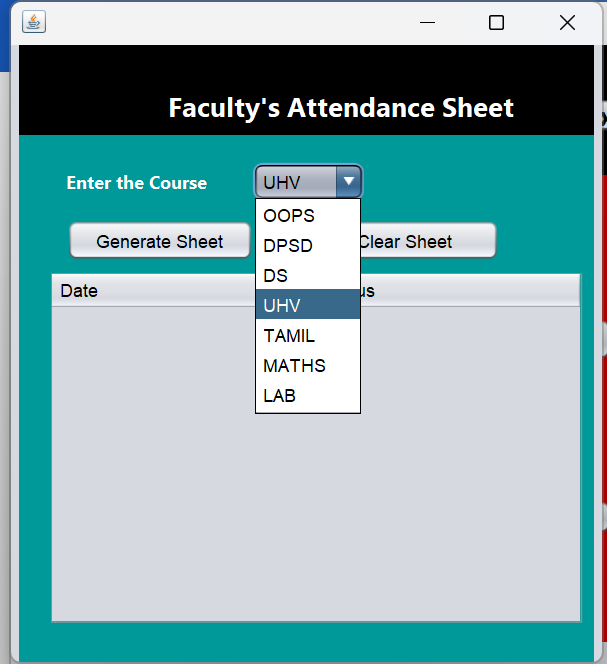 Faculty's Attendance Sheet
Enter the Course UHV
OOPS
DPSD
DS
UHV
TAMIL
MATHS
LAB
Generate Sheet Clear Sheet
Date